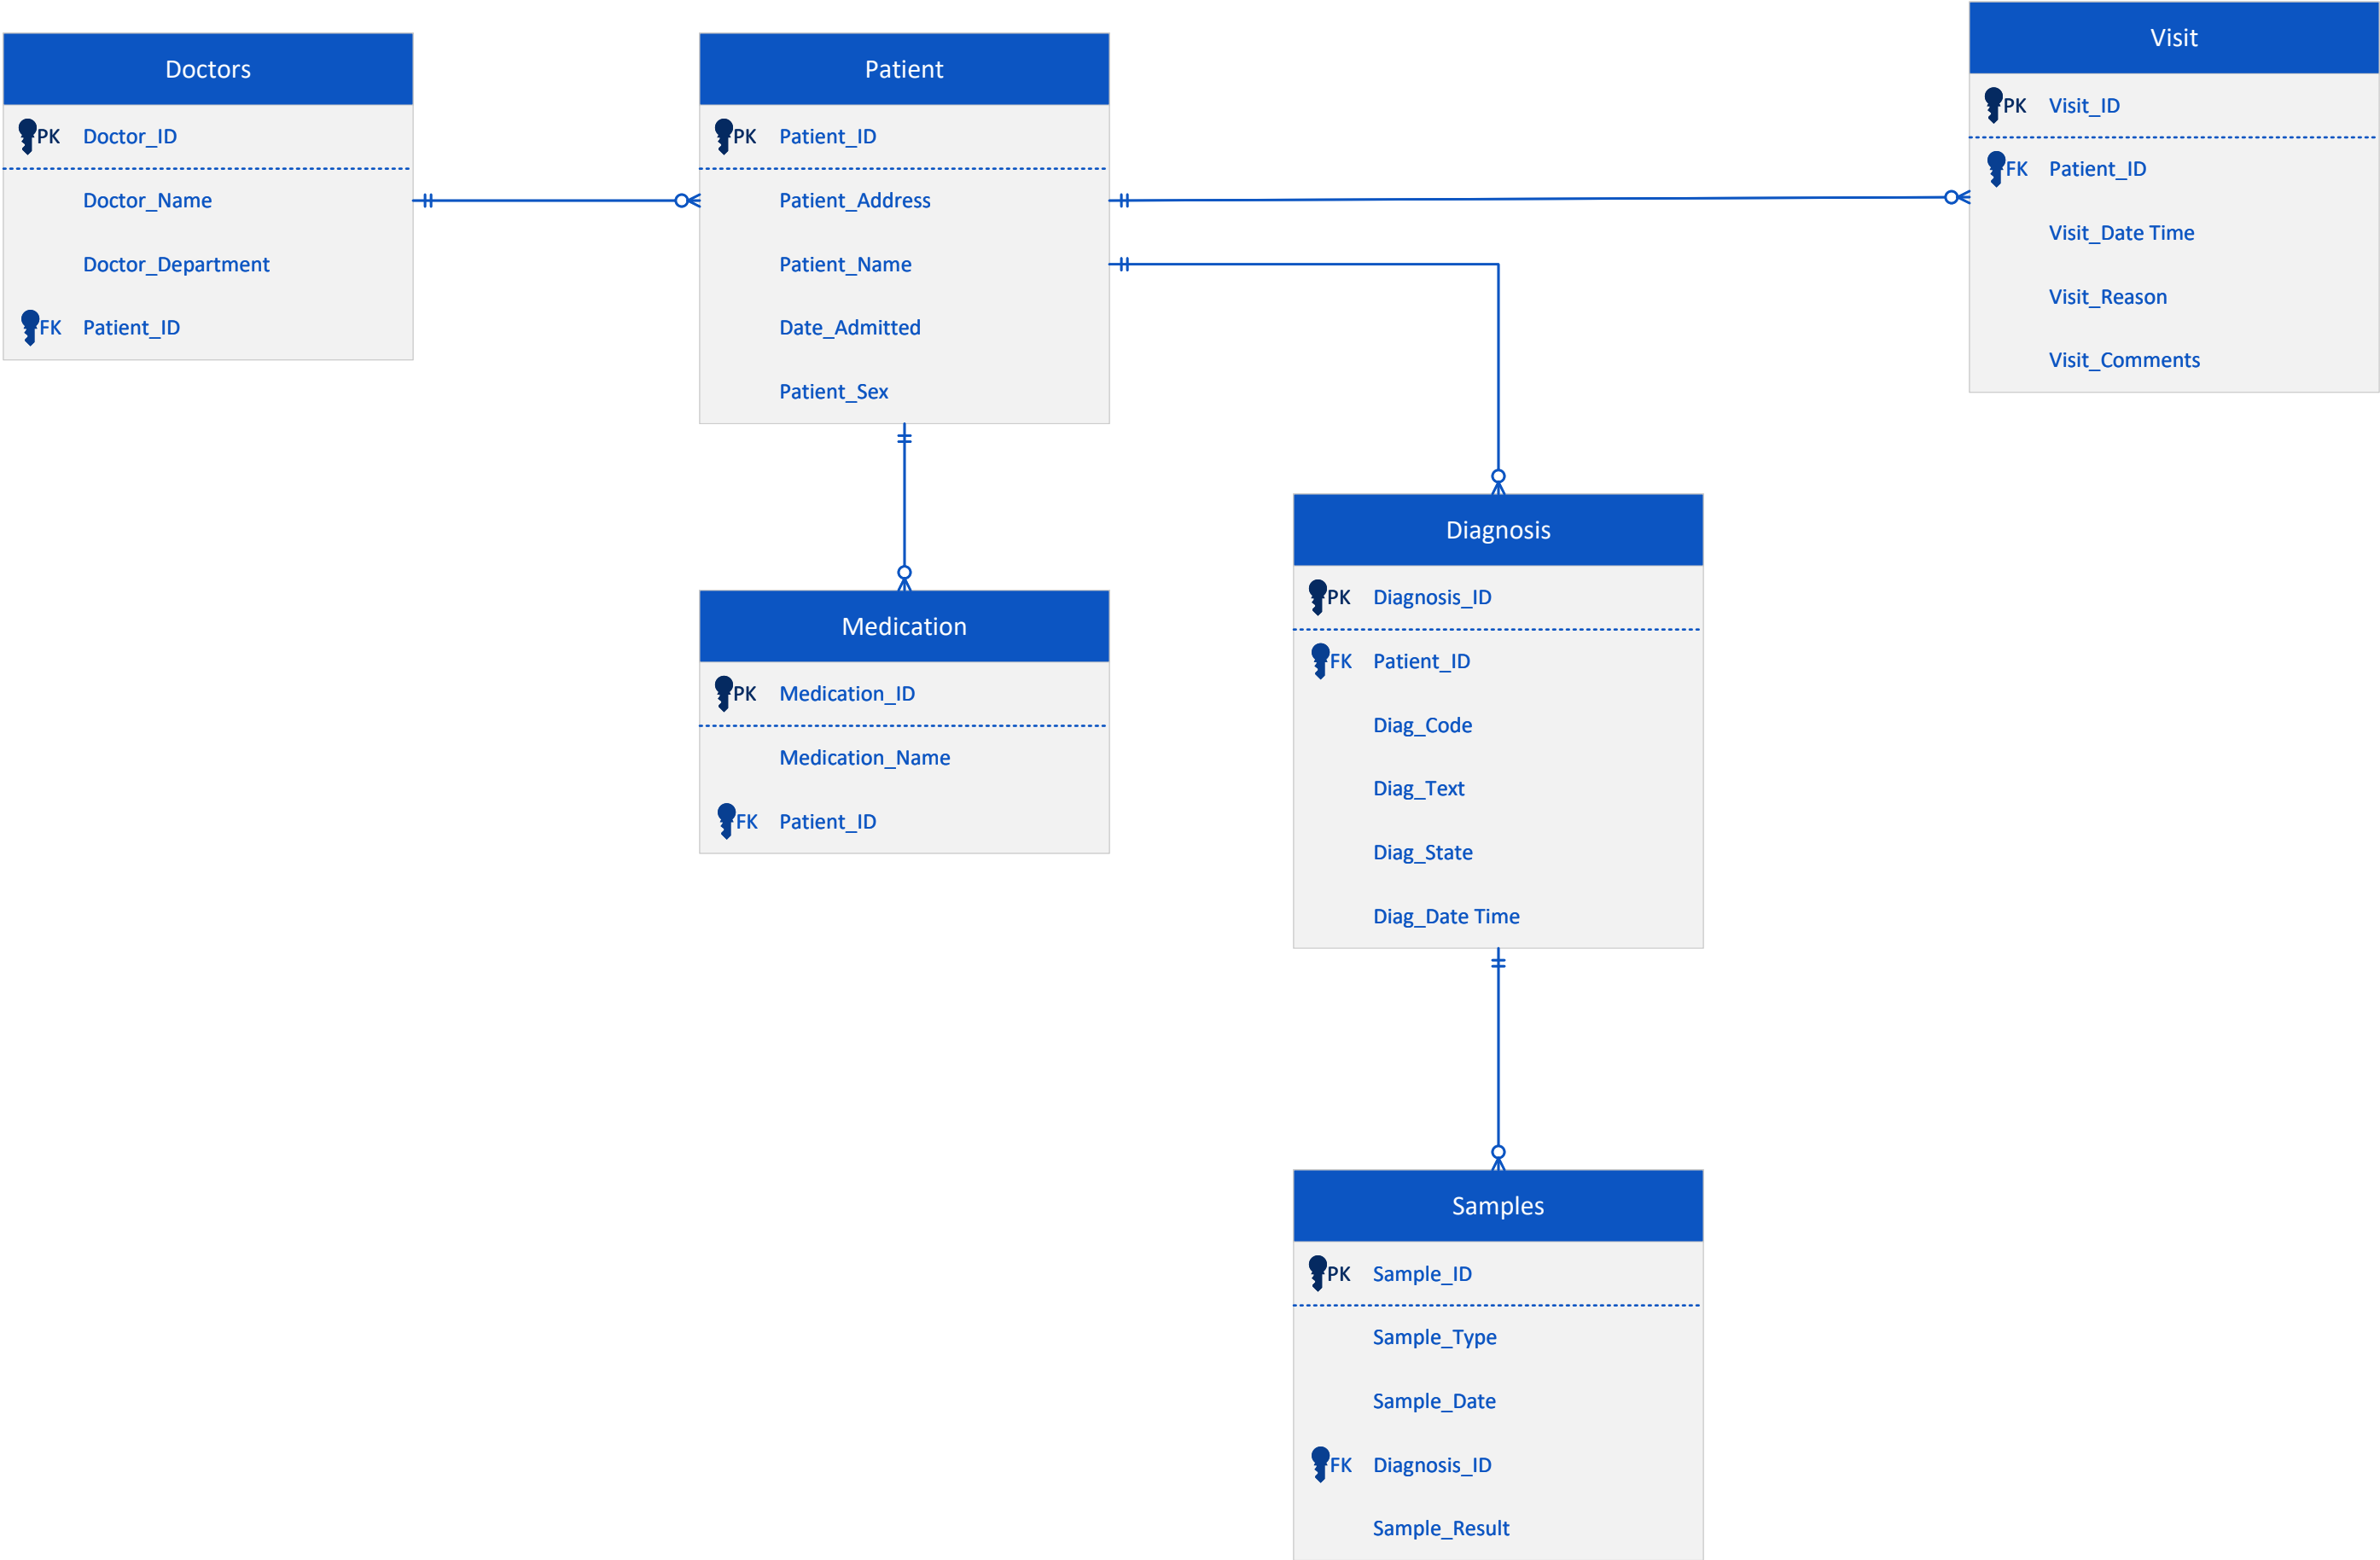 Doctors
PK Doctor_ID
Doctor_Name
Doctor_Department
FK Patient_ID
Patient
PK Patient_ID
Patient_Address
Patient_Name
Date_Admitted
Patient_Sex
Visit
PK Visit_ID
FK Patient_ID
Visit_Date Time
Visit_Reason
Visit_Comments
Medication
PK Medication_ID
Medication_Name
FK Patient_ID
Diagnosis
PK Diagnosis_ID
FK Patient_ID
Diag_Code
Diag_Text
Diag_State
Diag_Date Time
Samples
PK Sample_ID
Sample_Type
Sample_Date
FK Diagnosis_ID
Sample_Result